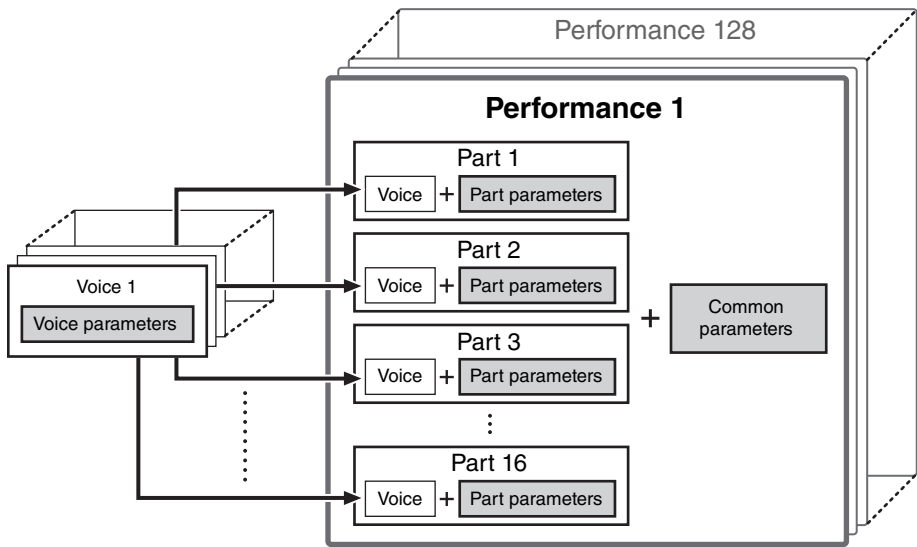 Performance 128
Performance 1
Part 1
Voice + Part parameters
Part 2
Voice + Part parameters
Part 3
Voice + Part parameters
Part 16
Voice + Part parameters
+
Common
parameters
Voice 1
Voice parameters